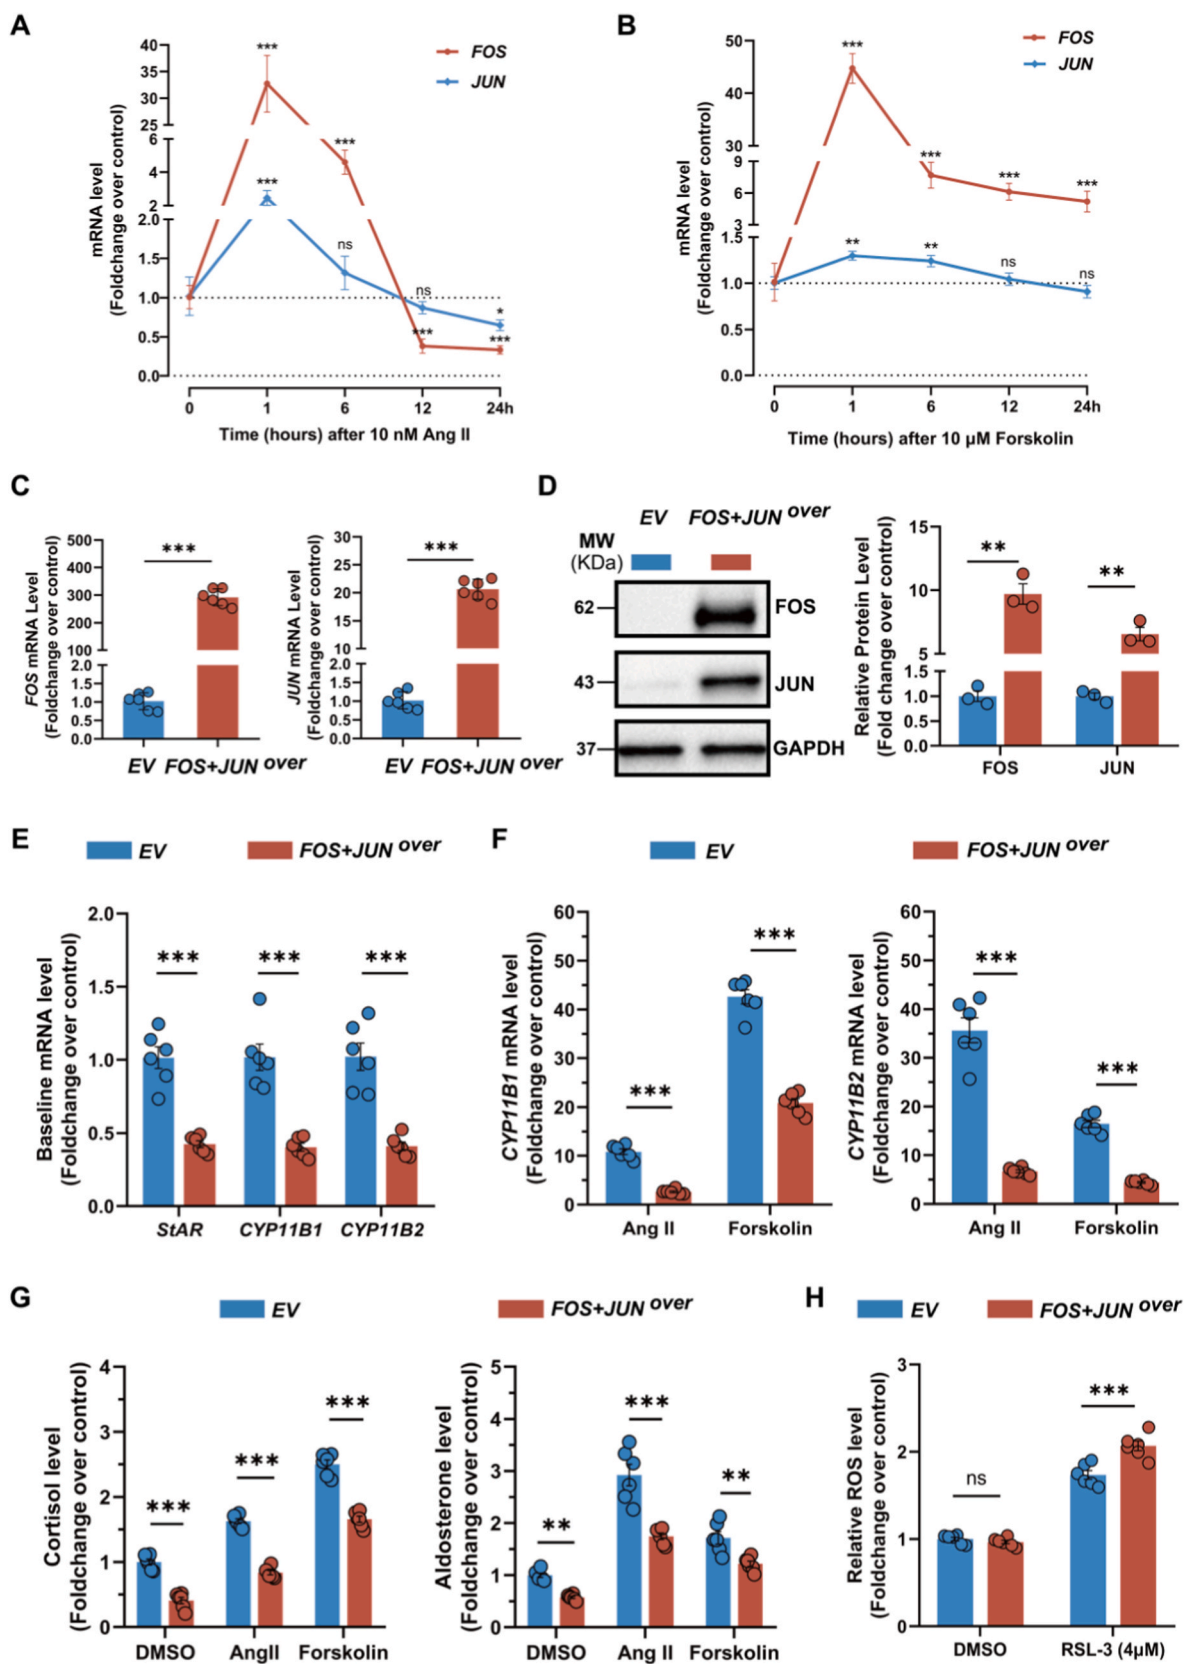 A
mRNA level
(Foldchange over control)
40
35
30
25
6
4
2
2.0
1.5
1.0
0.5
0.0
***
***
***
ns
ns
***
*
***
FOS
JUN
0 1 6 12 24h
Time (hours) after 10 nM Ang II
B
mRNA level
(Foldchange over control)
50
40
30
9
6
3
1.5
1.0
0.5
0.0
***
***
***
***
**
**
ns
ns
FOS
JUN
0 1 6 12 24h
Time (hours) after 10 μM Forskolin
C
FOS mRNA Level
(Foldchange over control)
500
400
300
200
100
2.0
1.5
1.0
0.5
0.0
***
EV FOS+JUN over
JUN mRNA Level
(Foldchange over control)
30
25
20
15
10
2.0
1.5
1.0
0.5
0.0
***
EV FOS+JUN over
D
EV FOS+JUN over
MW
(KDa)
62 FOS
43 JUN
37 GAPDH
Relative Protein Level
(Fold change over control)
15
10
5
1.5
1.0
0.5
0.0
**
**
FOS JUN
E
EV FOS+JUN over
Baseline mRNA level
(Foldchange over control)
2.0
1.5
1.0
0.5
0.0
*** *** ***
StAR CYP11B1 CYP11B2
F
EV FOS+JUN over
CYP11B1 mRNA level
(Foldchange over control)
60
50
40
30
20
10
0
***
***
Ang II Forskolin
CYP11B2 mRNA level
(Foldchange over control)
60
50
40
30
20
10
0
***
***
Ang II Forskolin
G
EV FOS+JUN over
Cortisol level
(Foldchange over control)
4
3
2
1
0
***
***
***
DMSO AngII Forskolin
Aldosterone level
(Foldchange over control)
5
4
3
2
1
0
**
***
**
DMSO Ang II Forskolin
H
EV FOS+JUN over
Relative ROS level
(Foldchange over control)
3
2
1
0
ns
***
DMSO RSL-3 (4μM)